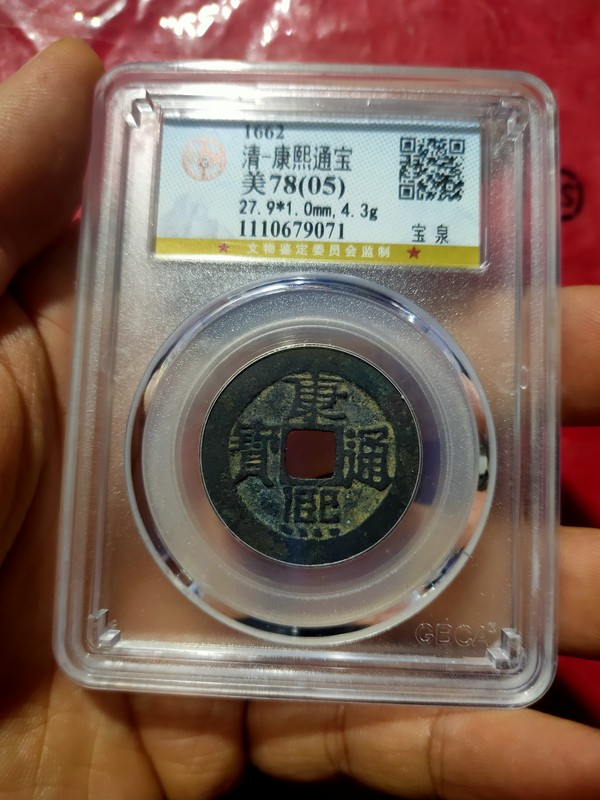 1662
清-康熙通宝
美78(05)
27.9*1.0mm,4.3g
1110679071
宝泉
文物鉴定委员会监制
康熙通寶
GBCA